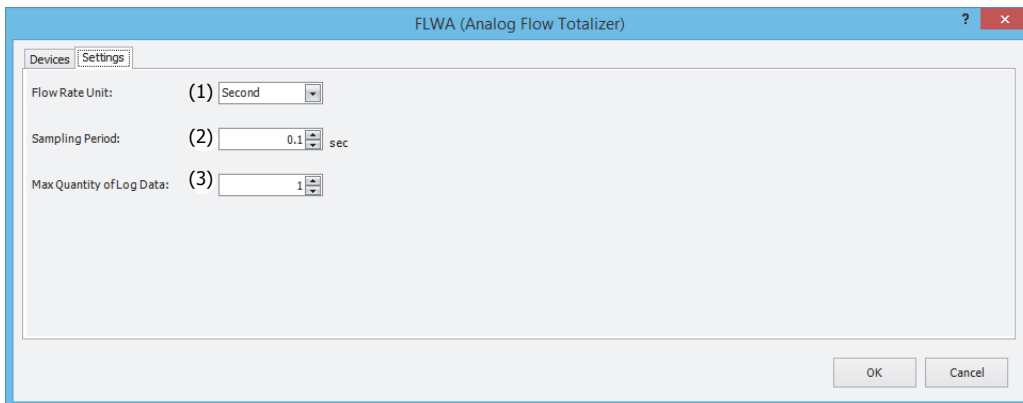 FLWA (Analog Flow Totalizer) ? ×
Devices Settings
Flow Rate Unit: (1) Second
Sampling Period: (2) 0.1 sec
Max Quantity of Log Data: (3) 1
OK Cancel